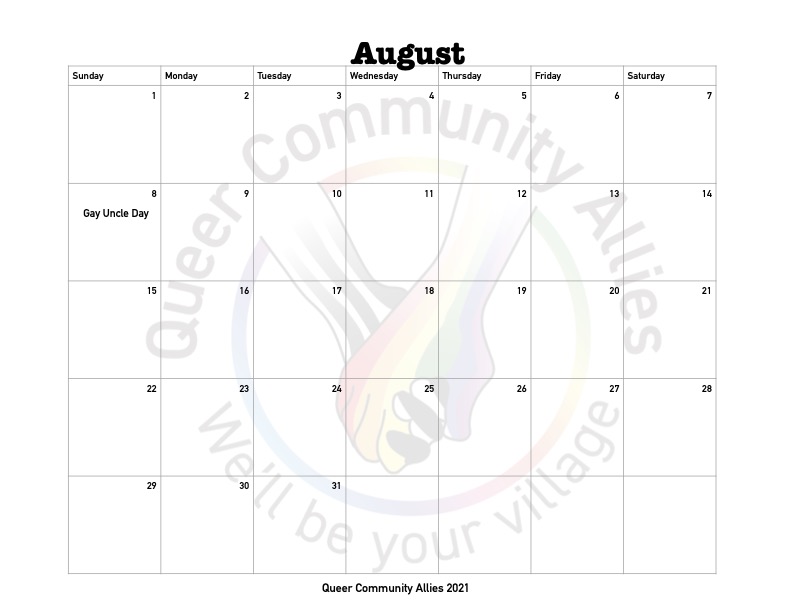 August
Sunday Monday Tuesday Wednesday Thursday Friday Saturday
1 2 3 4 5 6 7
8 9 10 11 12 13 14
Gay Uncle Day
15 16 17 18 19 20 21
22 23 24 25 26 27 28
29 30 31
Queer Community Allies
We'll be your village
Queer Community Allies 2021